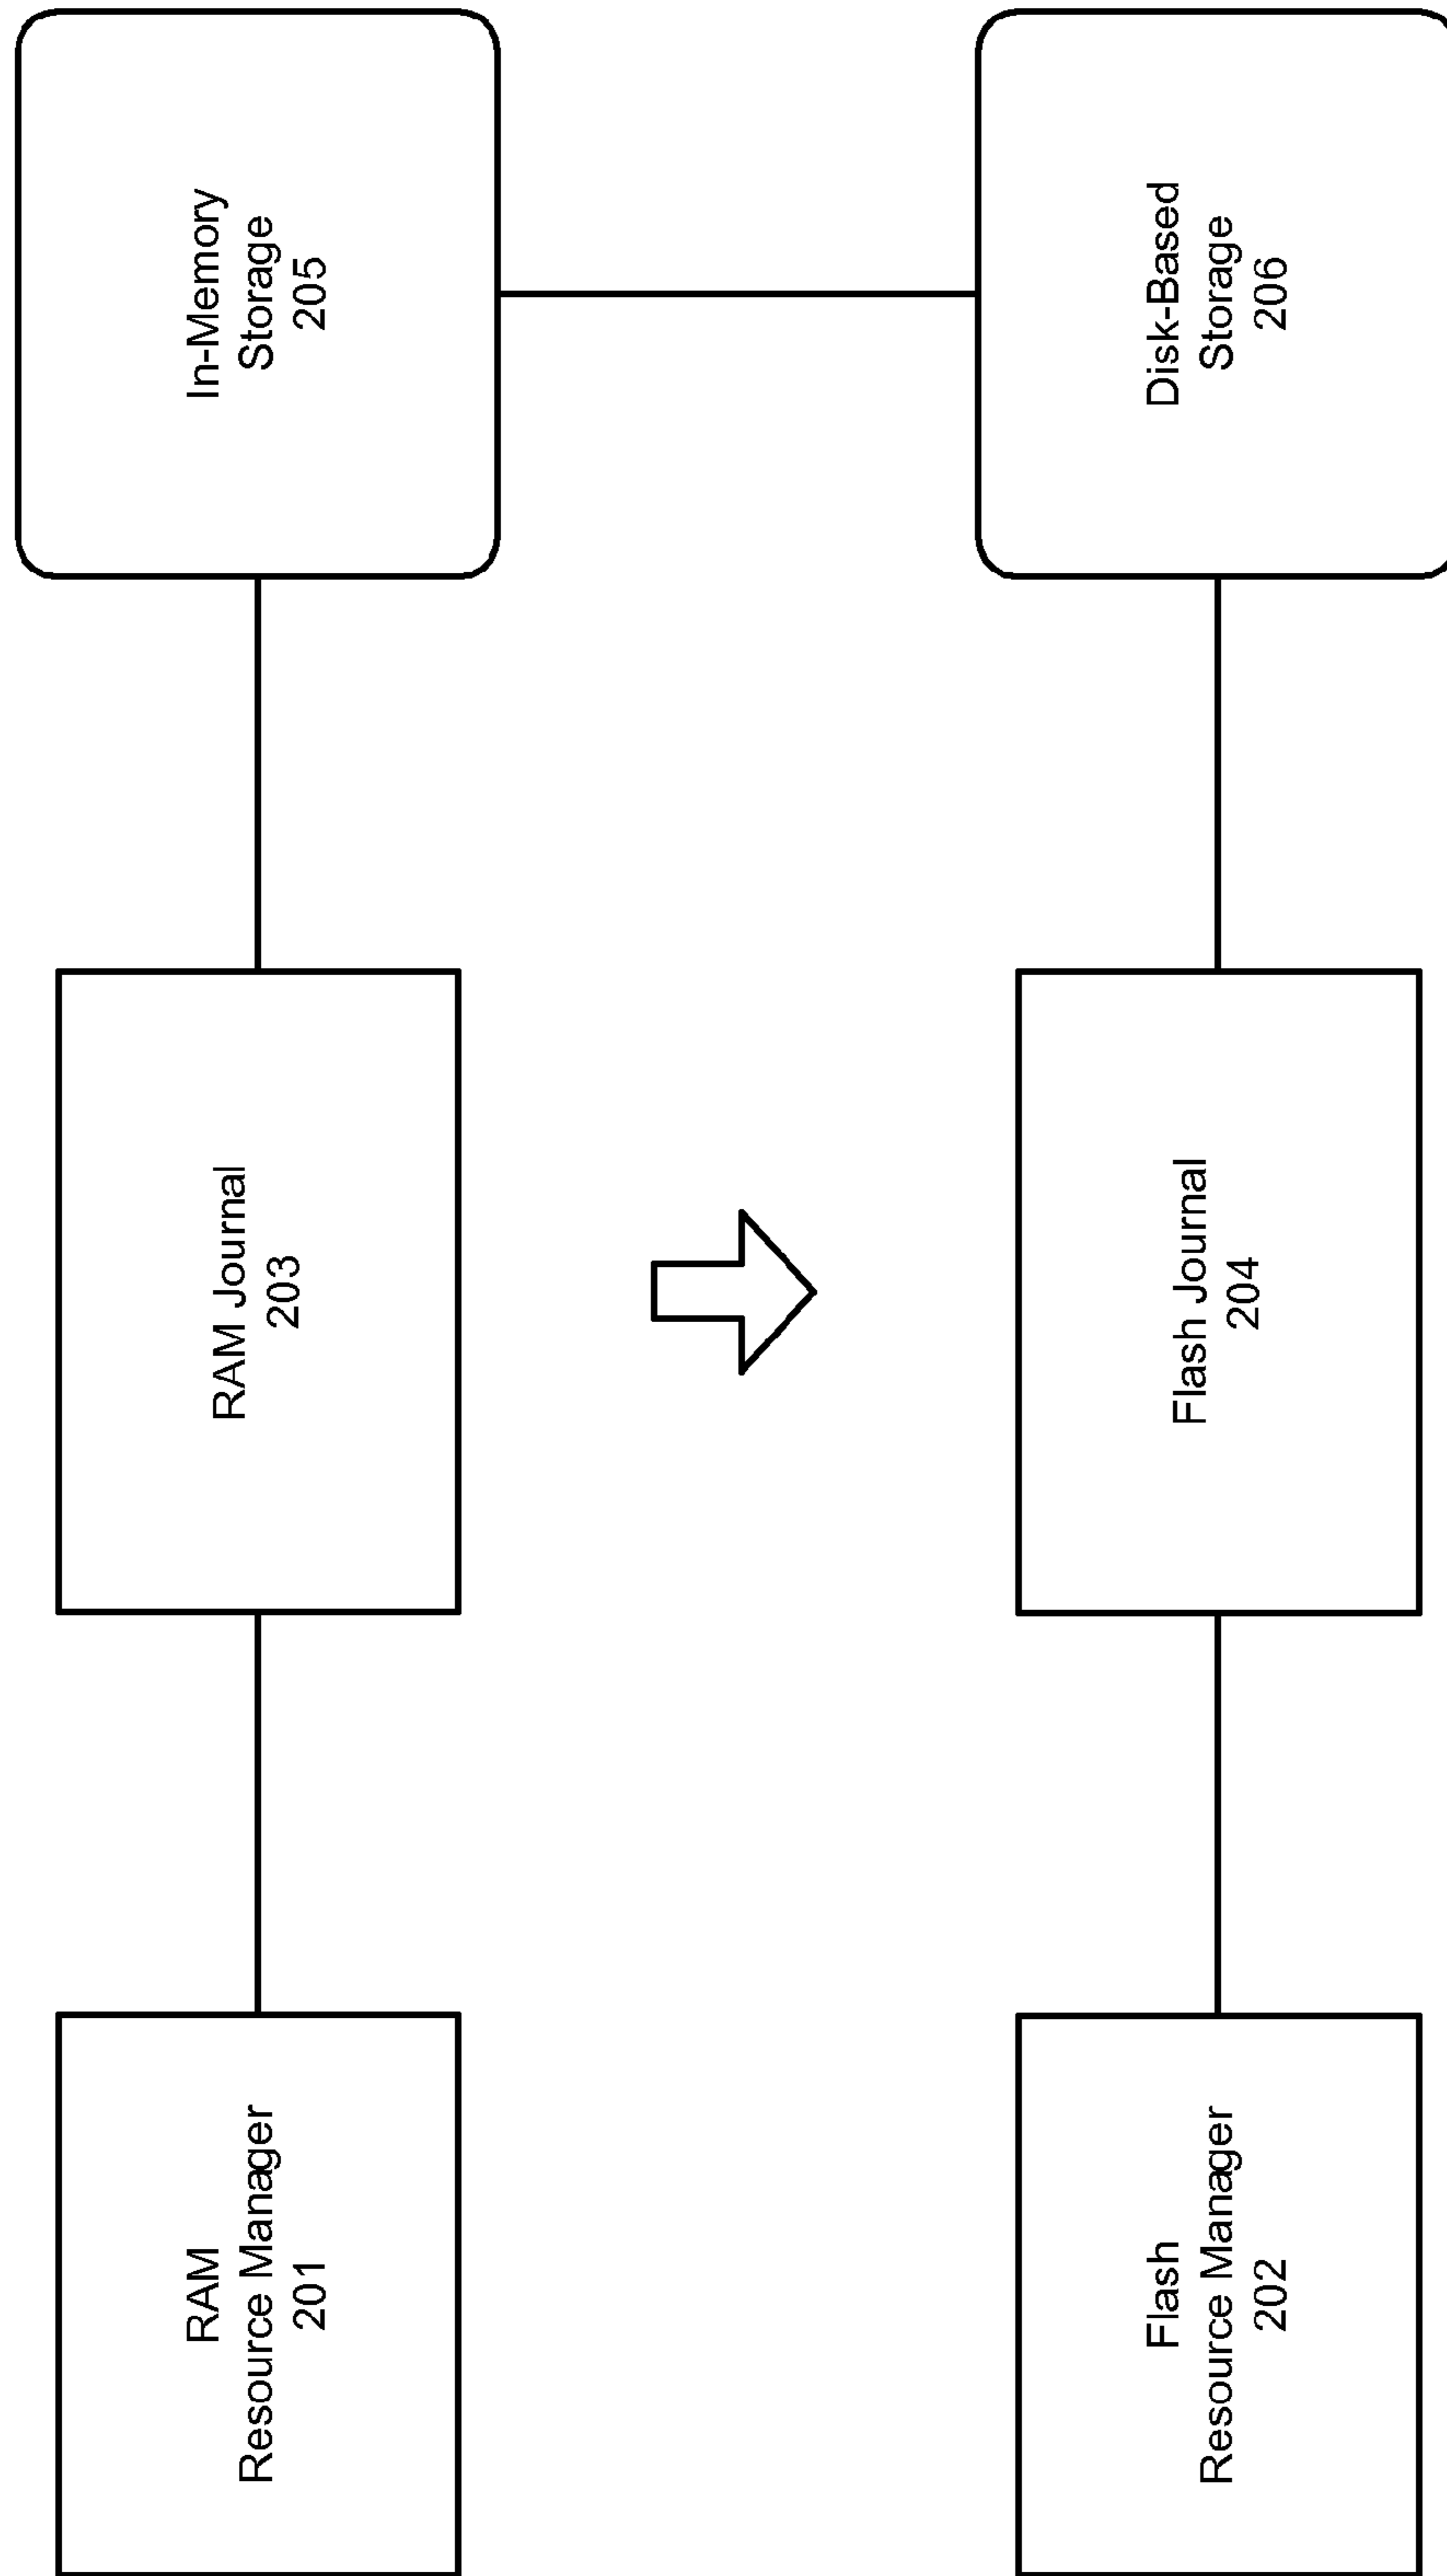 RAM
Resource Manager
201
RAM Journal
203
In-Memory
Storage
205
Flash
Resource Manager
202
Flash Journal
204
Disk-Based
Storage
206